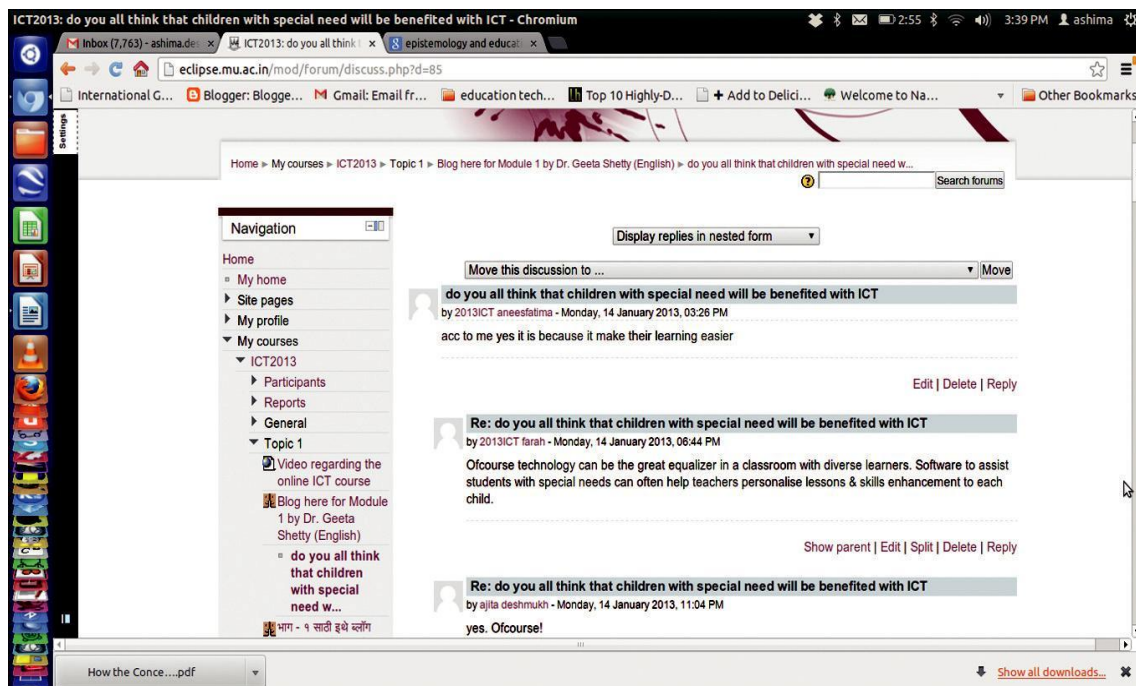 ICT2013: do you all think that children with special need will be benefited with ICT - Chromium
2:55
3:39 PM
ashima
Inbox (7,763) - ashima.de
ICT2013: do you all think
epistemology and educat
eclipse.mu.ac.in/mod/forum/discuss.php?d=85
International G...
Blogger: Blogge...
Gmail: Email fr...
education tech...
Top 10 Highly-D...
+ Add to Delici...
Welcome to Na...
Other Bookmarks
Settings
Home ► My courses ► ICT2013 ► Topic 1 ► Blog here for Module 1 by Dr. Geeta Shetty (English) ► do you all think that children with special need w...
Search forums
Navigation
Home
My home
Site pages
My profile
My courses
ICT2013
Participants
Reports
General
Topic 1
Video regarding the
online ICT course
Blog here for Module
1 by Dr. Geeta
Shetty (English)
do you all think
that children
with special
need w...
भाग - १ साठी इथे ब्लॉग
Display replies in nested form
Move this discussion to ...
Move
do you all think that children with special need will be benefited with ICT
by 2013ICT aneesfatima - Monday, 14 January 2013, 03:26 PM
acc to me yes it is because it make their learning easier
Edit | Delete | Reply
Re: do you all think that children with special need will be benefited with ICT
by 2013ICT farah - Monday, 14 January 2013, 06:44 PM
Ofcourse technology can be the great equalizer in a classroom with diverse learners. Software to assist
students with special needs can often help teachers personalise lessons & skills enhancement to each
child.
Show parent | Edit | Split | Delete | Reply
Re: do you all think that children with special need will be benefited with ICT
by ajita deshmukh - Monday, 14 January 2013, 11:04 PM
yes. Ofcourse!
How the Conce....pdf
Show all downloads...